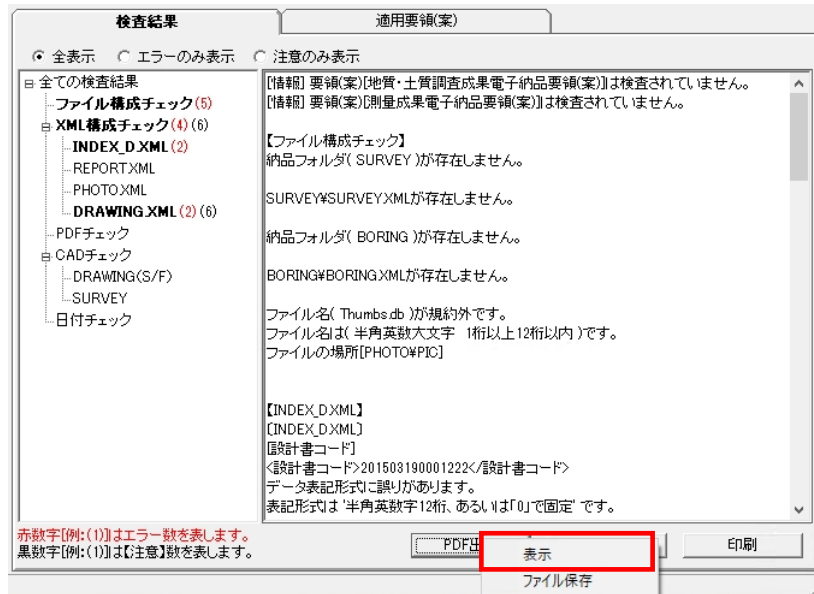 検査結果
適用要領(案)
全表示 エラーのみ表示 注意のみ表示
全ての検査結果
ファイル構成チェック(5)
XML構成チェック(4)(6)
INDEX_D.XML(2)
REPORT.XML
PHOTO.XML
DRAWING.XML(2)(6)
PDFチェック
CADチェック
DRAWING(S/F)
SURVEY
日付チェック
[情報] 要領(案)[地質・土質調査成果電子納品要領(案)]は検査されていません。
[情報] 要領(案)[測量成果電子納品要領(案)]は検査されていません。
【ファイル構成チェック】
納品フォルダ( SURVEY )が存在しません。
SURVEY¥SURVEY.XMLが存在しません。
納品フォルダ( BORING )が存在しません。
BORING¥BORING.XMLが存在しません。
ファイル名( Thumbs.db )が規約外です。
ファイル名は( 半角英数大文字 1桁以上12桁以内 )です。
ファイルの場所[PHOTO¥PIC]
【INDEX_D.XML】
〔INDEX_D.XML〕
[設計書コード]
<設計書コード>201503190001222</設計書コード>
データ表記形式に誤りがあります。
表記形式は '半角英数字12桁、あるいは「0」で固定' です。
赤数字[例:(1)]はエラー数を表します。
黒数字[例:(1)]は【注意】数を表します。
PDF出
表示
ファイル保存
印刷